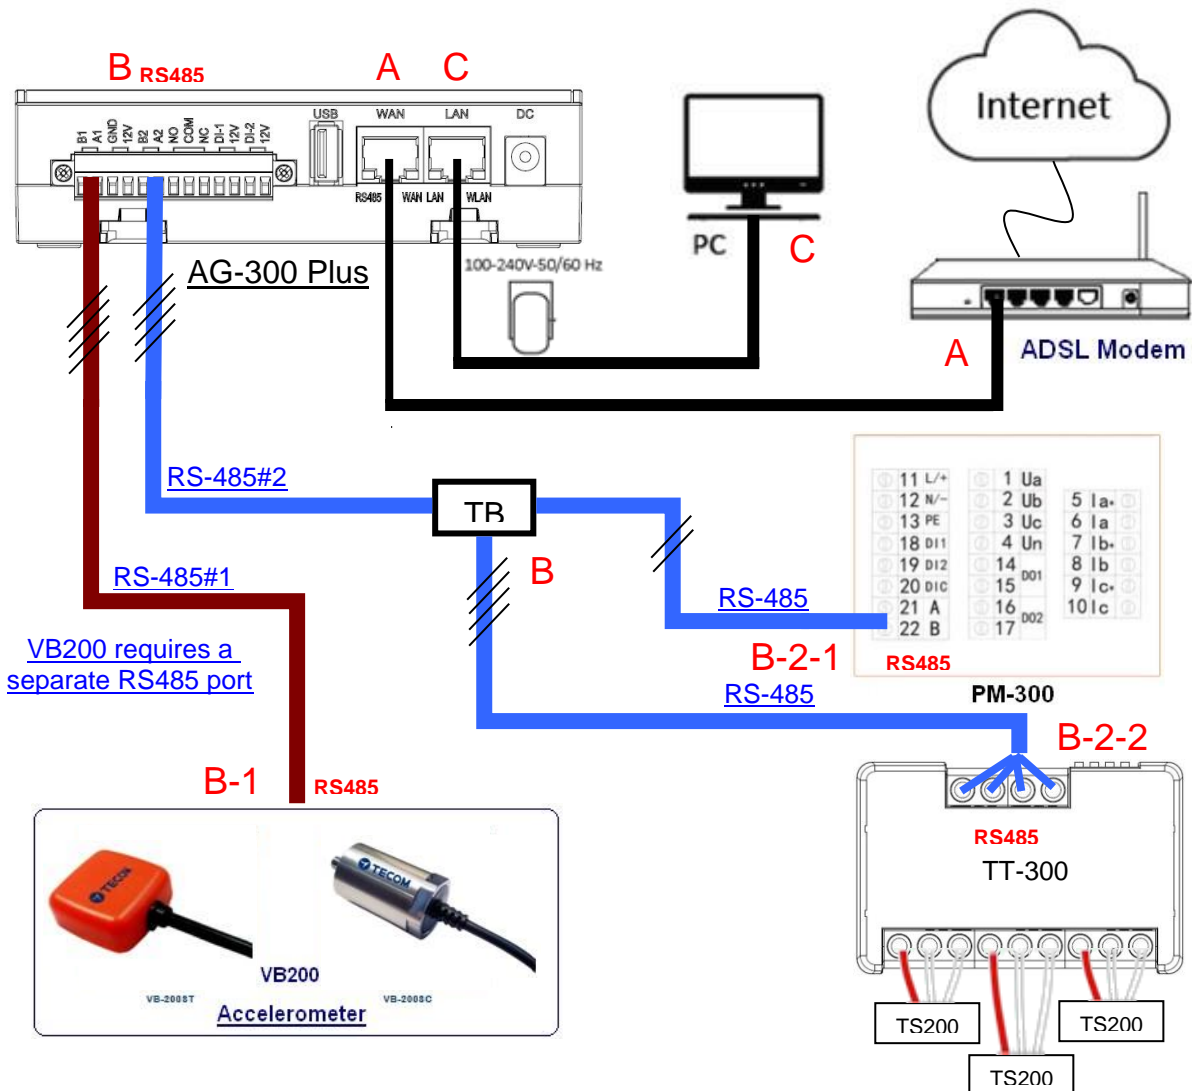 B RS485
A
C
Internet
USB
WAN
LAN
DC
B1
A1
GND
12V
B2
A2
NO
COM
NC
DI-1
12V
DI-2
12V
RS485
WAN LAN
WLAN
PC
C
100-240V-50/60 Hz
AG-300 Plus
A
ADSL Modem
RS-485#2
TB
B
RS-485#1
RS-485
VB200 requires a
separate RS485 port
11 L/+
12 N/-
13 PE
18 DI1
19 DI2
20 DIC
21 A
22 B
1 Ua
2 Ub
3 Uc
4 Un
14
DO1
15
16
DO2
17
5 Ia*
6 Ia
7 Ib*
8 Ib
9 Ic*
10 Ic
B-2-1
RS485
RS-485
PM-300
B-2-2
B-1
RS485
RS485
TT-300
TECOM
TECOM
VB200
VB-200ST
VB-200SC
Accelerometer
TS200
TS200
TS200